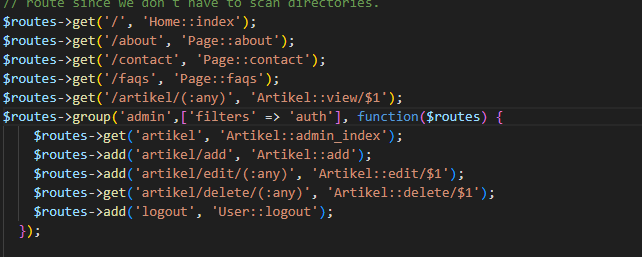 // route since we don't have to scan directories.
$routes->get('/', 'Home::index');
$routes->get('/about', 'Page::about');
$routes->get('/contact', 'Page::contact');
$routes->get('/faqs', 'Page::faqs');
$routes->get('/artikel/(:any)', 'Artikel::view/$1');
$routes->group('admin',['filters' => 'auth'], function($routes) {
    $routes->get('artikel', 'Artikel::admin_index');
    $routes->add('artikel/add', 'Artikel::add');
    $routes->add('artikel/edit/(:any)', 'Artikel::edit/$1');
    $routes->get('artikel/delete/(:any)', 'Artikel::delete/$1');
    $routes->add('logout', 'User::logout');
  });